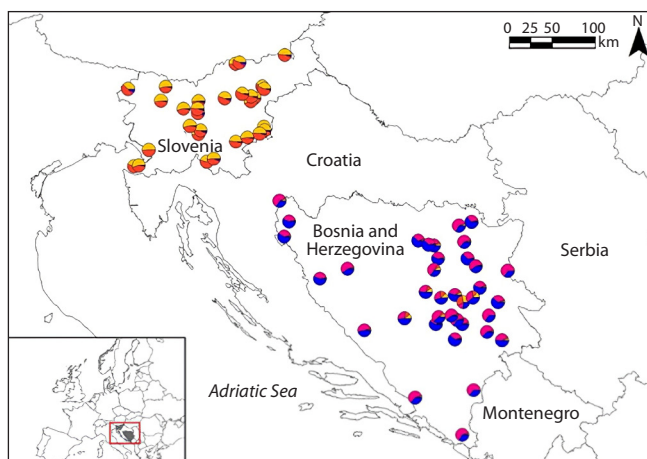 0 25 50 100
km
N
Slovenia
Croatia
Bosnia and
Herzegovina
Serbia
Adriatic Sea
Montenegro